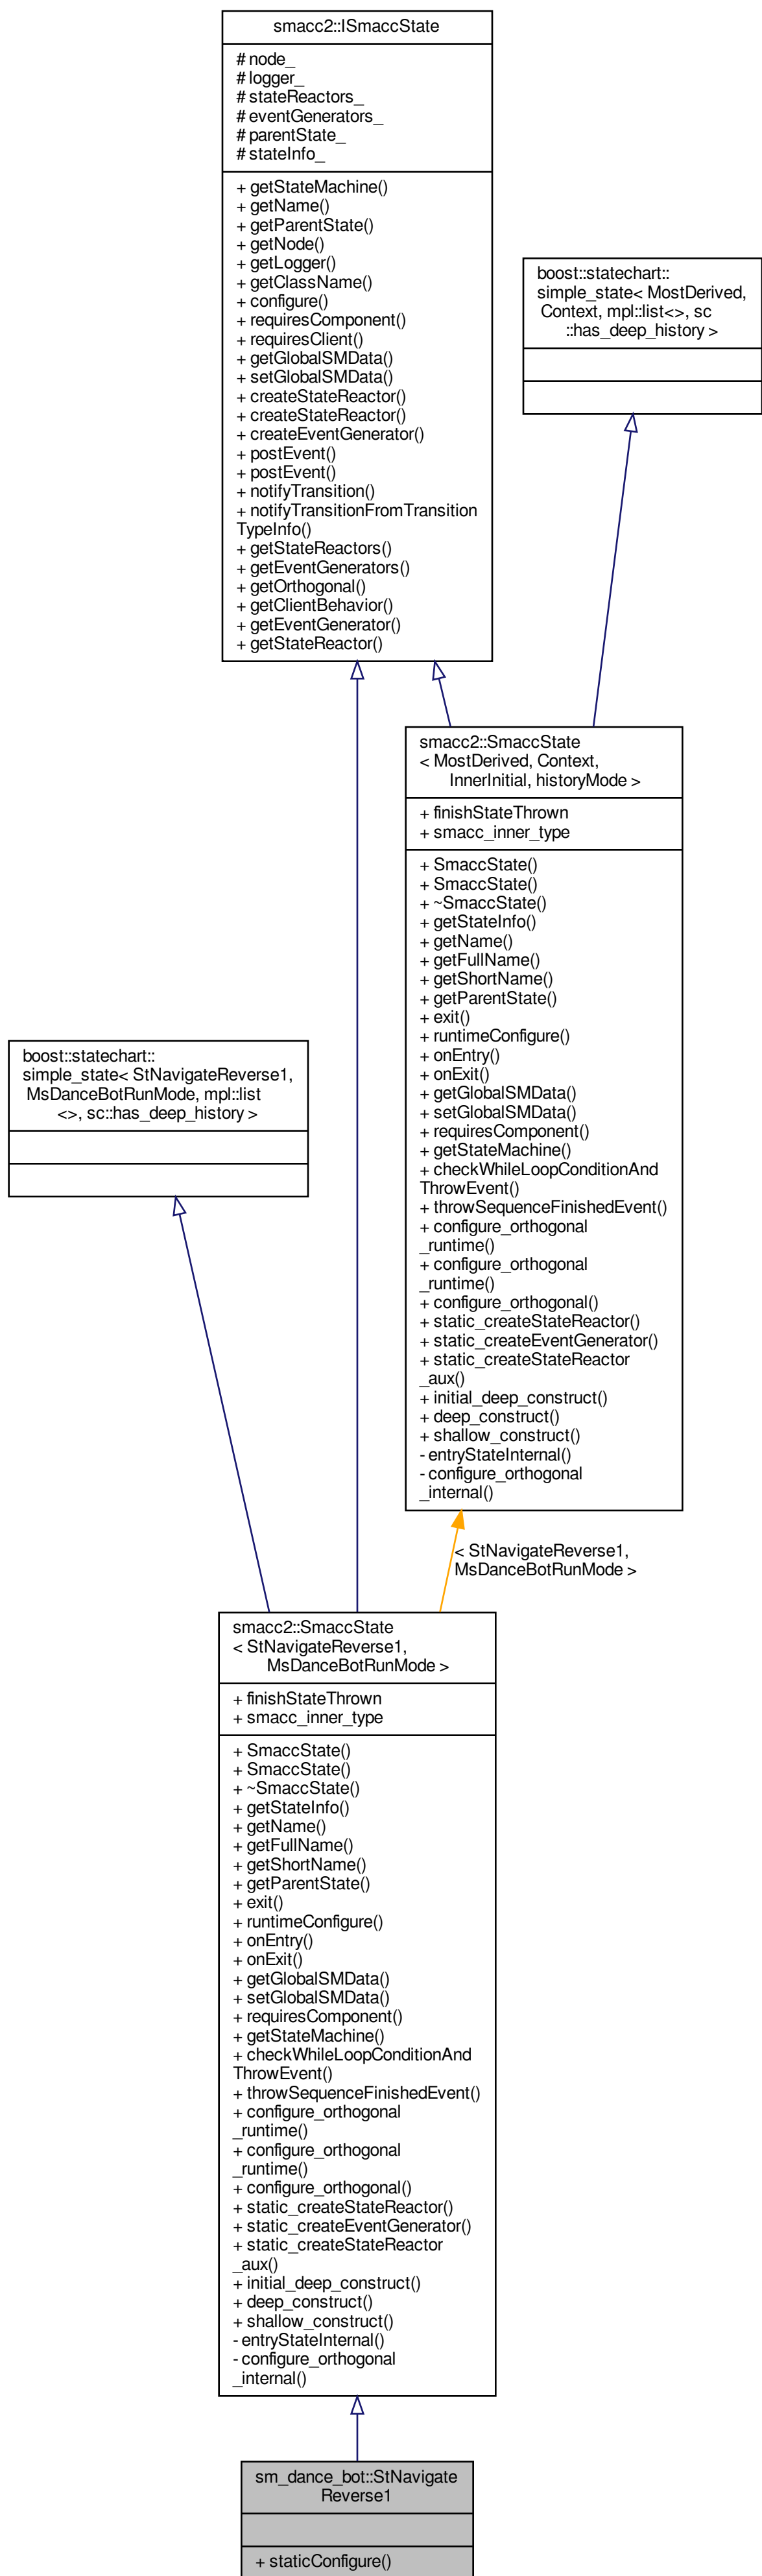 smacc2::ISmaccState
# node_
# logger_
# stateReactors_
# eventGenerators_
# parentState_
# stateInfo_
+ getStateMachine()
+ getName()
+ getParentState()
+ getNode()
+ getLogger()
+ getClassName()
+ configure()
+ requiresComponent()
+ requiresClient()
+ getGlobalSMData()
+ setGlobalSMData()
+ createStateReactor()
+ createStateReactor()
+ createEventGenerator()
+ postEvent()
+ postEvent()
+ notifyTransition()
+ notifyTransitionFromTransition
TypeInfo()
+ getStateReactors()
+ getEventGenerators()
+ getOrthogonal()
+ getClientBehavior()
+ getEventGenerator()
+ getStateReactor()
boost::statechart::
simple_state< MostDerived,
Context, mpl::list<>, sc
::has_deep_history >
smacc2::SmaccState
< MostDerived, Context,
InnerInitial, historyMode >
+ finishStateThrown
+ smacc_inner_type
+ SmaccState()
+ SmaccState()
+ ~SmaccState()
+ getStateInfo()
+ getName()
+ getFullName()
+ getShortName()
+ getParentState()
+ exit()
+ runtimeConfigure()
+ onEntry()
+ onExit()
+ getGlobalSMData()
+ setGlobalSMData()
+ requiresComponent()
+ getStateMachine()
+ checkWhileLoopConditionAnd
ThrowEvent()
+ throwSequenceFinishedEvent()
+ configure_orthogonal
_runtime()
+ configure_orthogonal
_runtime()
+ configure_orthogonal()
+ static_createStateReactor()
+ static_createEventGenerator()
+ static_createStateReactor
_aux()
+ initial_deep_construct()
+ deep_construct()
+ shallow_construct()
- entryStateInternal()
- configure_orthogonal
_internal()
boost::statechart::
simple_state< StNavigateReverse1,
MsDanceBotRunMode, mpl::list
<>, sc::has_deep_history >
< StNavigateReverse1,
MsDanceBotRunMode >
smacc2::SmaccState
< StNavigateReverse1,
MsDanceBotRunMode >
+ finishStateThrown
+ smacc_inner_type
+ SmaccState()
+ SmaccState()
+ ~SmaccState()
+ getStateInfo()
+ getName()
+ getFullName()
+ getShortName()
+ getParentState()
+ exit()
+ runtimeConfigure()
+ onEntry()
+ onExit()
+ getGlobalSMData()
+ setGlobalSMData()
+ requiresComponent()
+ getStateMachine()
+ checkWhileLoopConditionAnd
ThrowEvent()
+ throwSequenceFinishedEvent()
+ configure_orthogonal
_runtime()
+ configure_orthogonal
_runtime()
+ configure_orthogonal()
+ static_createStateReactor()
+ static_createEventGenerator()
+ static_createStateReactor
_aux()
+ initial_deep_construct()
+ deep_construct()
+ shallow_construct()
- entryStateInternal()
- configure_orthogonal
_internal()
sm_dance_bot::StNavigate
Reverse1
+ staticConfigure()